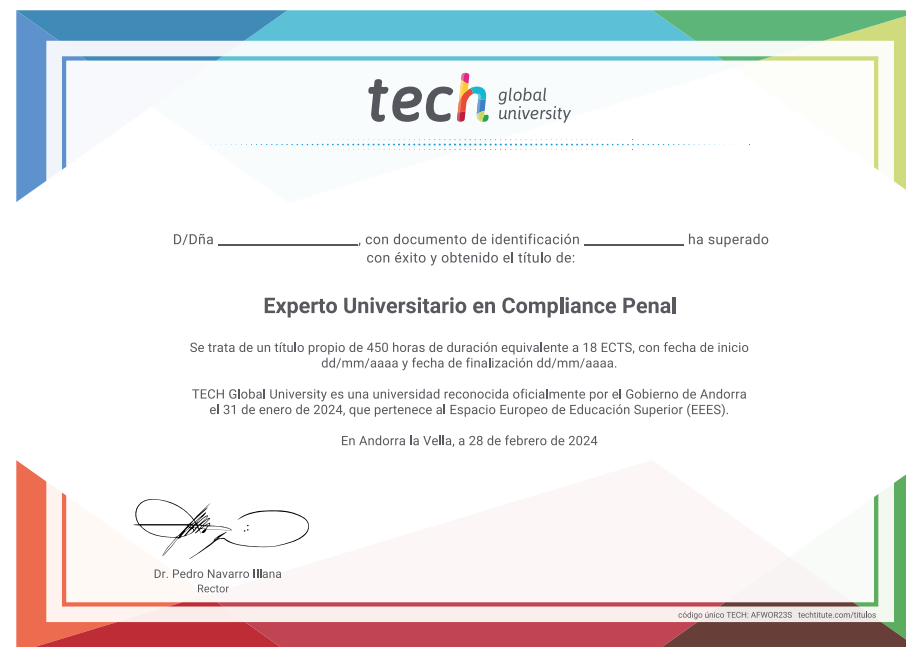 tech global university
D/Dña ______________, con documento de identificación __________ ha superado
con éxito y obtenido el título de:
Experto Universitario en Compliance Penal
Se trata de un título propio de 450 horas de duración equivalente a 18 ECTS, con fecha de inicio
dd/mm/aaaa y fecha de finalización dd/mm/aaaa.
TECH Global University es una universidad reconocida oficialmente por el Gobierno de Andorra
el 31 de enero de 2024, que pertenece al Espacio Europeo de Educación Superior (EEES).
En Andorra la Vella, a 28 de febrero de 2024
Dr. Pedro Navarro Illana
Rector
código único TECH: AFWOR23S techtitute.com/titulos